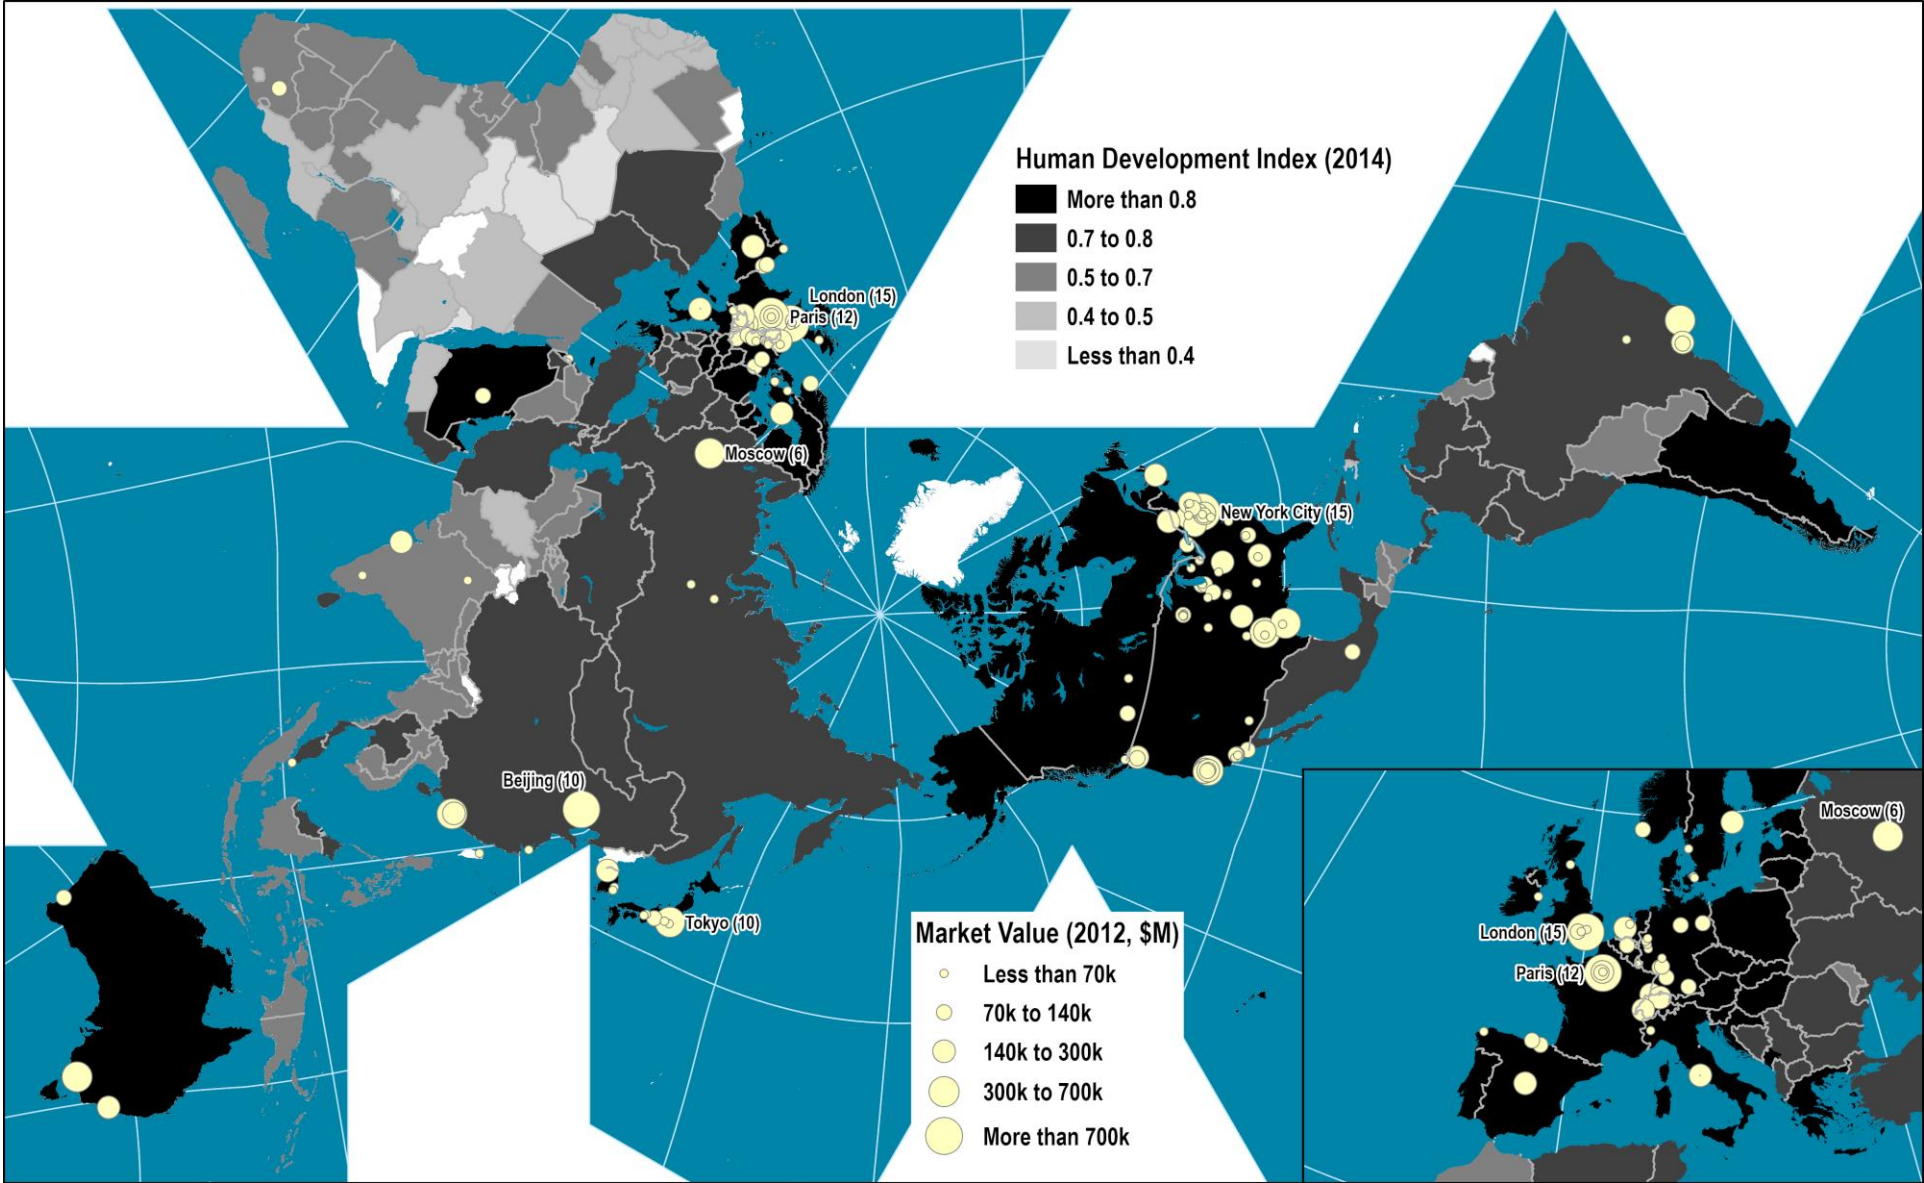 Human Development Index (2014)
More than 0.8
0.7 to 0.8
0.5 to 0.7
0.4 to 0.5
Less than 0.4
London (15)
Paris (12)
Moscow (6)
New York City (15)
Beijing (10)
Tokyo (10)
Market Value (2012, $M)
Less than 70k
70k to 140k
140k to 300k
300k to 700k
More than 700k
Moscow (6)
London (15)
Paris (12)